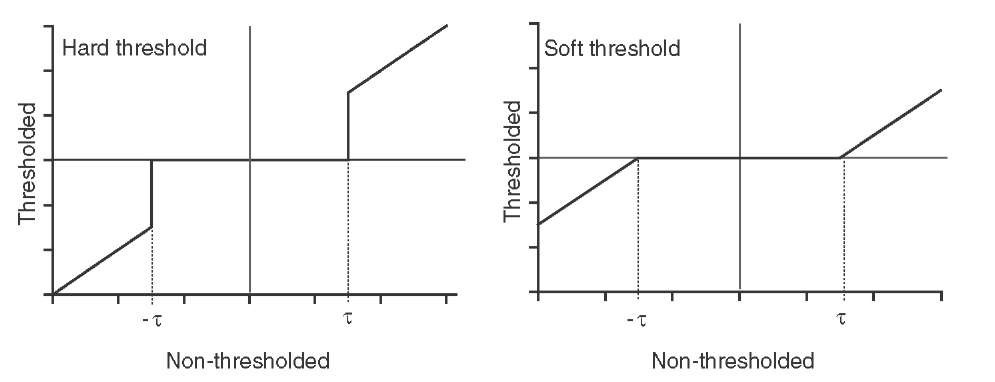 Hard threshold
Thresholded
-τ
τ
Non-thresholded
Soft threshold
Thresholded
-τ
τ
Non-thresholded